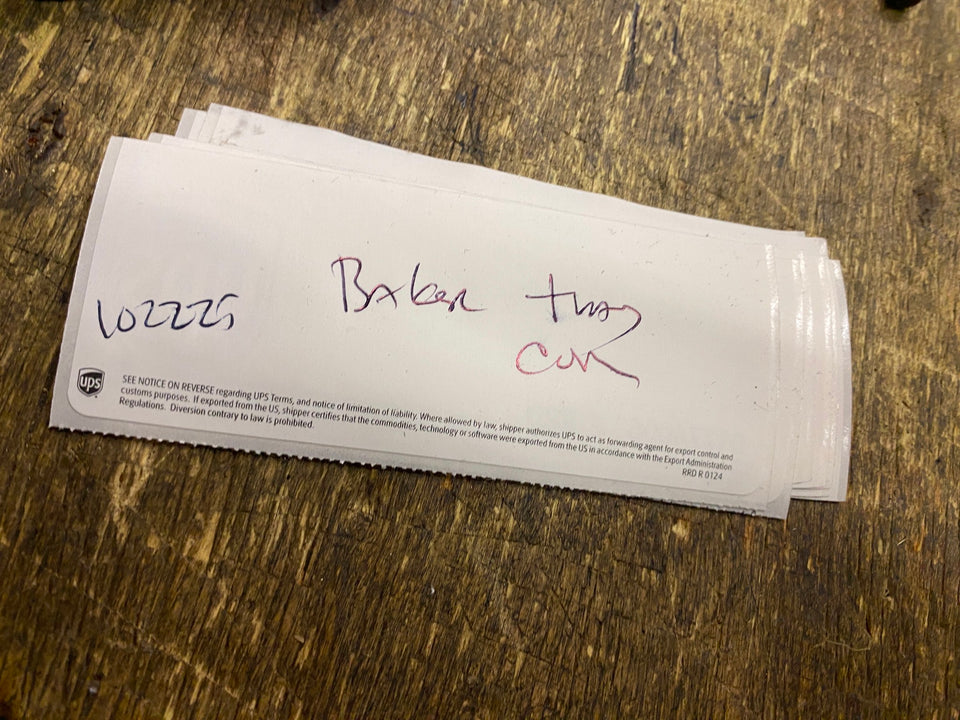 102225
Baker
ups
SEE NOTICE ON REVERSE regarding UPS Terms, and notice of limitation of liability. Where allowed by law, shipper authorizes UPS to act as forwarding agent for export control and
customs purposes. If exported from the US, shipper certifies that the commodities, technology or software were exported from the US in accordance with the Export Administration
Regulations. Diversion contrary to law is prohibited.
RRD R 0124